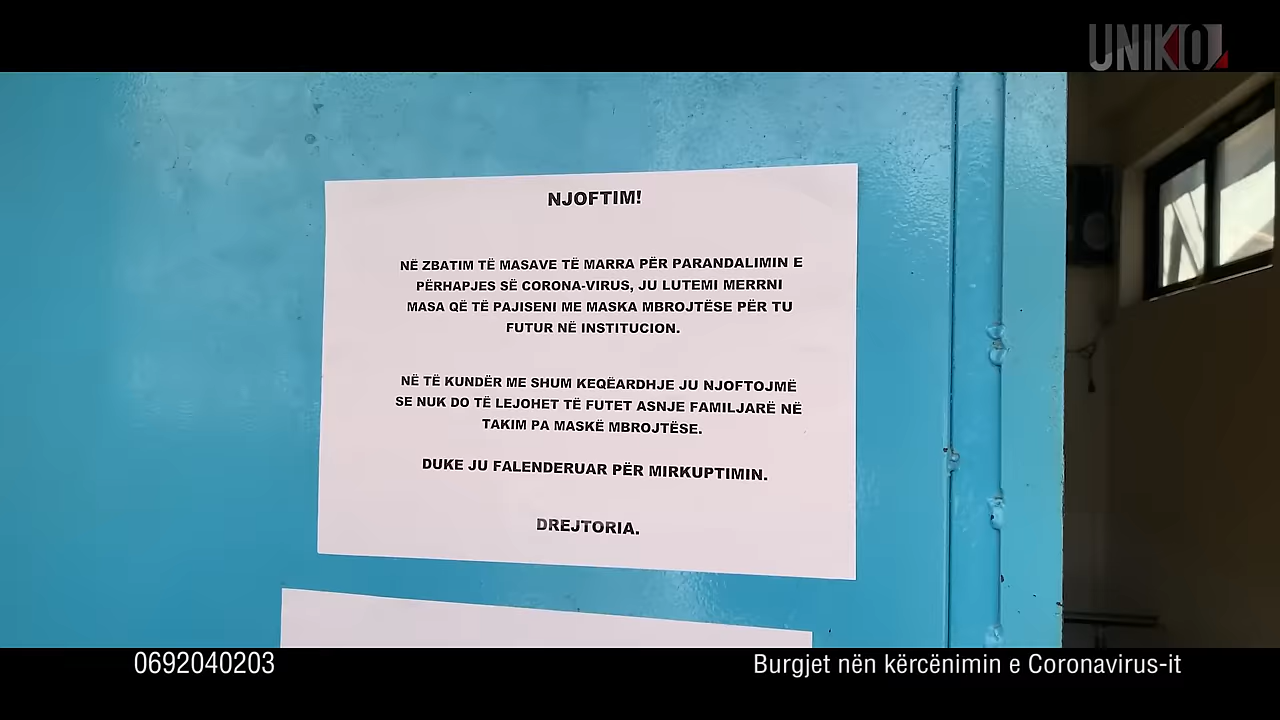 UNIKO
NJOFTIM!
NË ZBATIM TË MASAVE TË MARRA PËR PARANDALIMIN E
PËRHAPJES SË CORONA-VIRUS, JU LUTEMI MERRNI
MASA QË TË PAJISENI ME MASKA MBROJTËSE PËR TU
FUTUR NË INSTITUCION.
NË TË KUNDËR ME SHUM KEQËARDHJE JU NJOFTOJMË
SE NUK DO TË LEJOHET TË FUTET ASNJE FAMILJARË NË
TAKIM PA MASKË MBROJTËSE.
DUKE JU FALENDERUAR PËR MIRKUPTIMIN.
DREJTORIA.
0692040203
Burgjet nën kërcënimin e Coronavirus-it